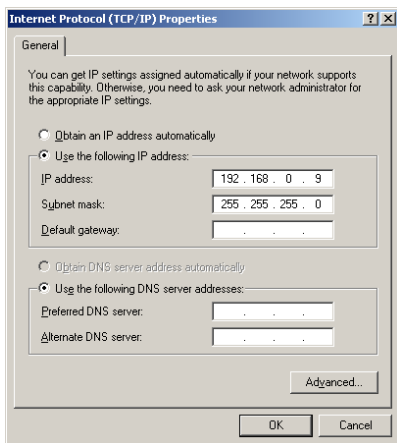 Internet Protocol (TCP/IP) Properties
General
You can get IP settings assigned automatically if your network supports
this capability. Otherwise, you need to ask your network administrator for
the appropriate IP settings.
Obtain an IP address automatically
Use the following IP address:
IP address: 192 . 168 . 0 . 9
Subnet mask: 255 . 255 . 255 . 0
Default gateway: . . .
Obtain DNS server address automatically
Use the following DNS server addresses:
Preferred DNS server: . . .
Alternate DNS server: . . .
Advanced...
OK Cancel